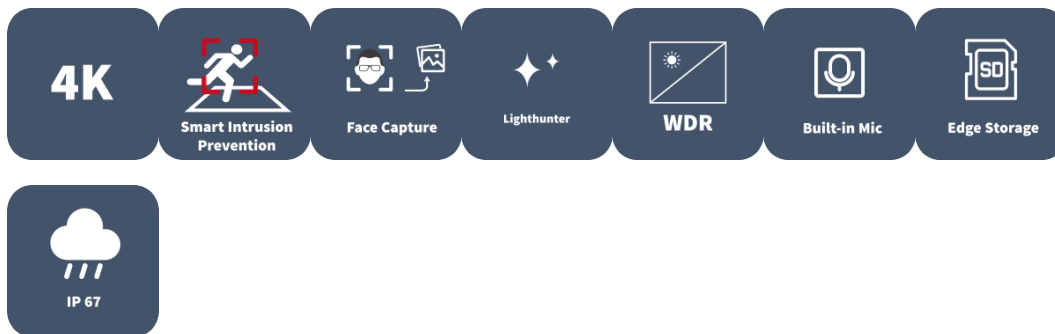 4K
Smart Intrusion
Prevention
Face Capture
Lighthunter
WDR
Built-in Mic
SD
Edge Storage
IP 67